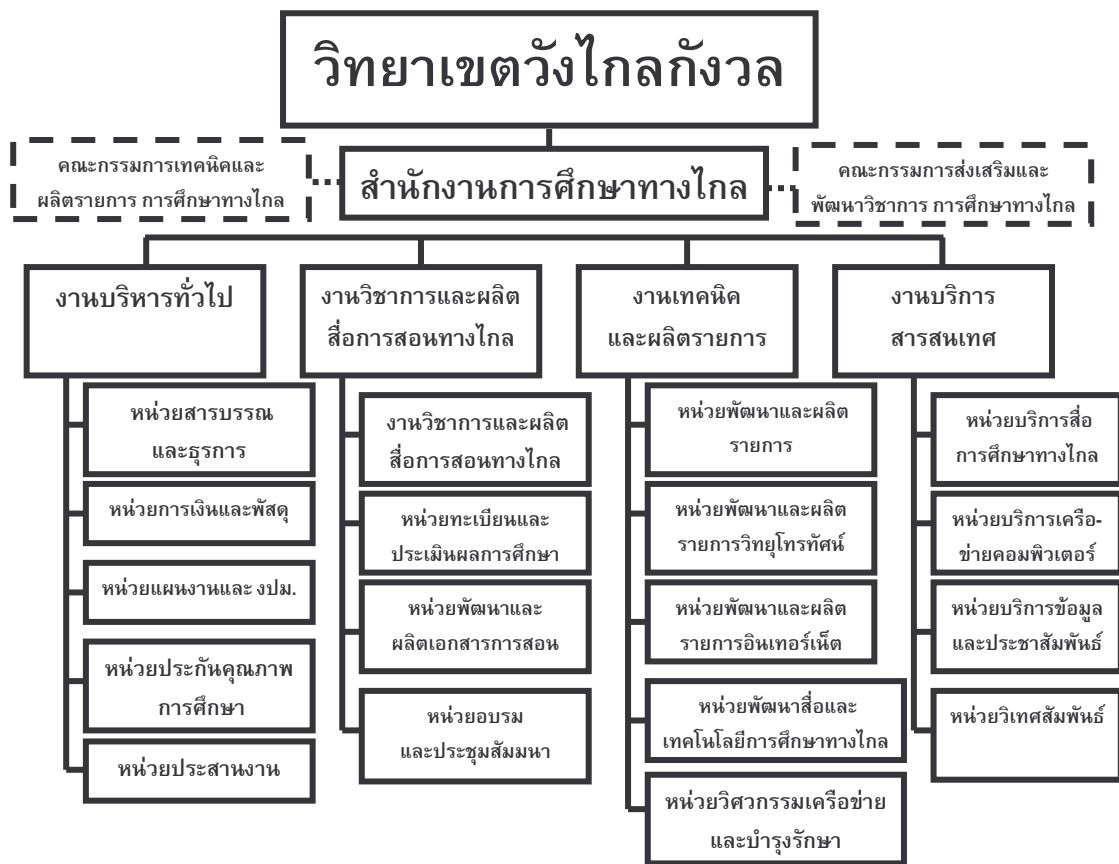 วิทยาเขตวังไกลกังวล
คณะกรรมการเทคนิคและ
ผลิตรายการ การศึกษาทางไกล
สำนักงานการศึกษาทางไกล
คณะกรรมการส่งเสริมและ
พัฒนาวิชาการ การศึกษาทางไกล
งานบริหารทั่วไป
หน่วยสารบรรณ
และธุรการ
หน่วยการเงินและพัสดุ
หน่วยแผนงานและ งปม.
หน่วยประกันคุณภาพ
การศึกษา
หน่วยประสานงาน
งานวิชาการและผลิต
สื่อการสอนทางไกล
งานวิชาการและผลิต
สื่อการสอนทางไกล
หน่วยทะเบียนและ
ประเมินผลการศึกษา
หน่วยพัฒนาและ
ผลิตเอกสารการสอน
หน่วยอบรม
และประชุมสัมมนา
งานเทคนิค
และผลิตรายการ
หน่วยพัฒนาและผลิต
รายการ
หน่วยพัฒนาและผลิต
รายการวิทยุโทรทัศน์
หน่วยพัฒนาและผลิต
รายการอินเทอร์เน็ต
หน่วยพัฒนาสื่อและ
เทคโนโลยีการศึกษาทางไกล
หน่วยวิศวกรรมเครือข่าย
และบำรุงรักษา
งานบริการ
สารสนเทศ
หน่วยบริการสื่อ
การศึกษาทางไกล
หน่วยบริการเครือ-
ข่ายคอมพิวเตอร์
หน่วยบริการข้อมูล
และประชาสัมพันธ์
หน่วยวิเทศสัมพันธ์